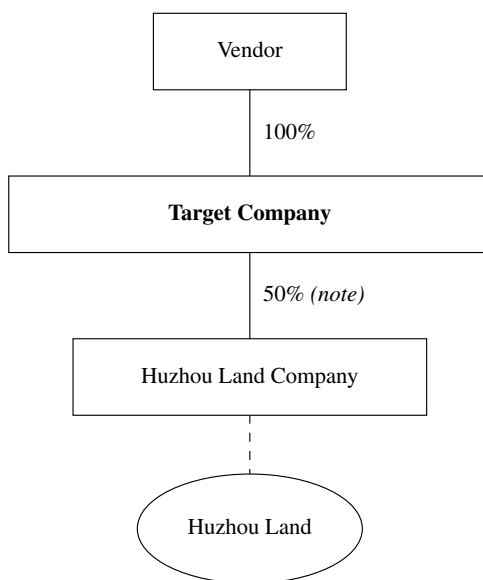 Vendor
100%
Target Company
50% (note)
Huzhou Land Company
Huzhou Land